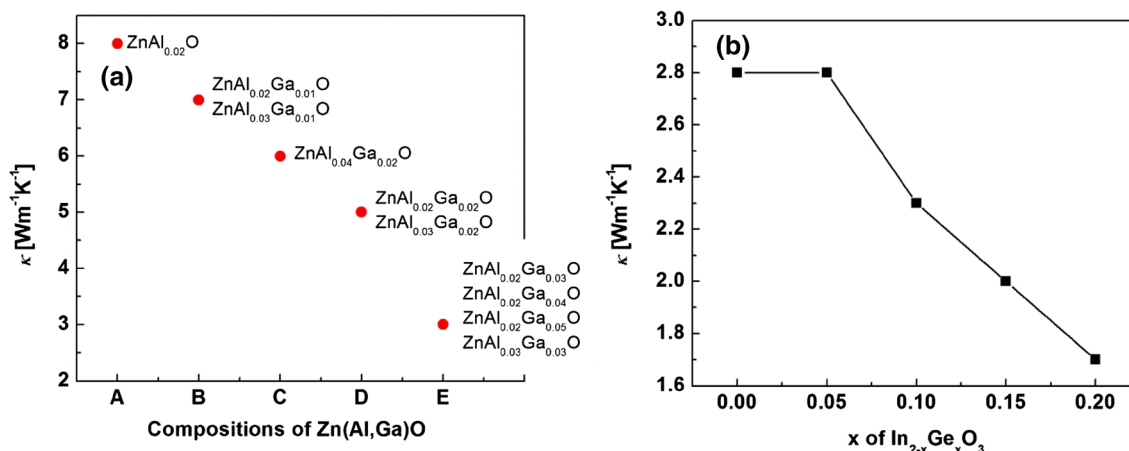 (a)
κ [Wm⁻¹K⁻¹]
8
7
6
5
4
3
2
ZnAl₀.₀₂O
ZnAl₀.₀₂Ga₀.₀₁O
ZnAl₀.₀₃Ga₀.₀₁O
ZnAl₀.₀₄Ga₀.₀₂O
ZnAl₀.₀₂Ga₀.₀₂O
ZnAl₀.₀₃Ga₀.₀₂O
ZnAl₀.₀₂Ga₀.₀₃O
ZnAl₀.₀₂Ga₀.₀₄O
ZnAl₀.₀₂Ga₀.₀₅O
ZnAl₀.₀₃Ga₀.₀₃O
A B C D E
Compositions of Zn(Al,Ga)O
(b)
κ [Wm⁻¹K⁻¹]
3.0
2.8
2.6
2.4
2.2
2.0
1.8
1.6
0.00 0.05 0.10 0.15 0.20
x of In₂₋ₓGeₓO₃